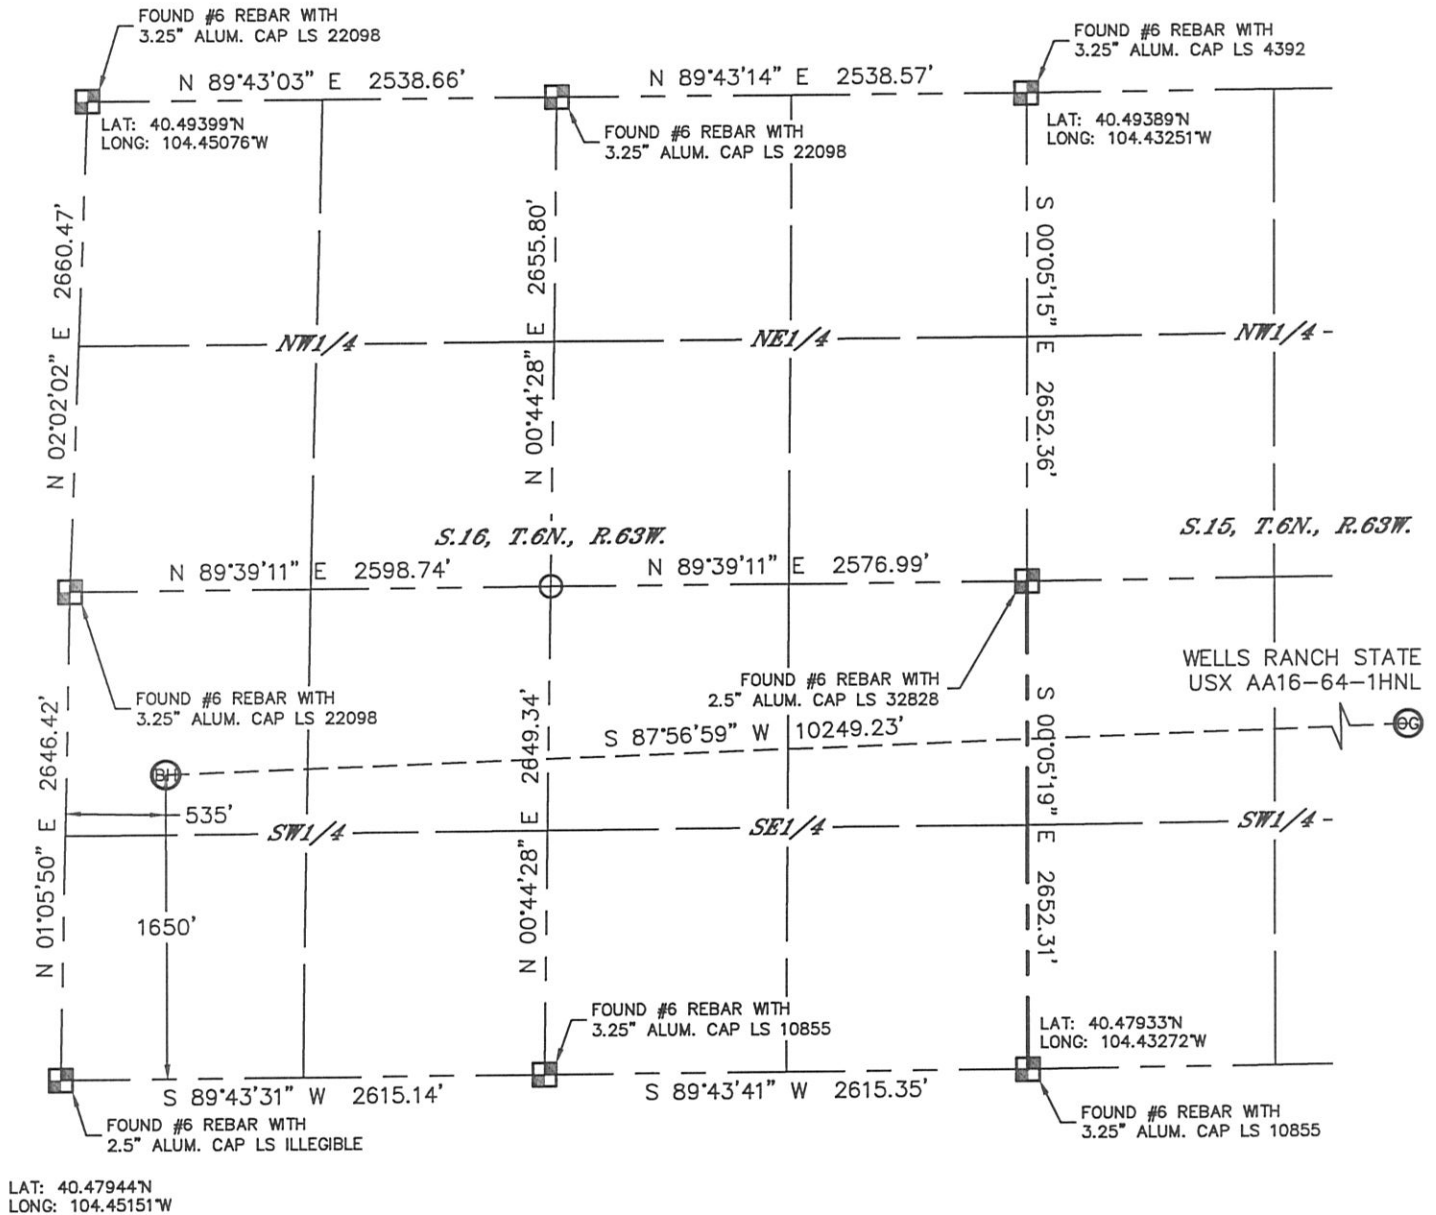 FOUND #6 REBAR WITH
3.25" ALUM. CAP LS 22098
FOUND #6 REBAR WITH
3.25" ALUM. CAP LS 4392
N 89°43'03" E 2538.66'
N 89°43'14" E 2538.57'
LAT: 40.49399°N
LONG: 104.45076°W
FOUND #6 REBAR WITH
3.25" ALUM. CAP LS 22098
LAT: 40.49389°N
LONG: 104.43251°W
N 02°02'02" E 2660.47'
N 00°44'28" E 2655.80'
S 00°05'15" E 2652.36'
NW1/4
NE1/4
NW1/4
S.16, T.6N., R.63W.
S.15, T.6N., R.63W.
N 89°39'11" E 2598.74'
N 89°39'11" E 2576.99'
FOUND #6 REBAR WITH
3.25" ALUM. CAP LS 22098
FOUND #6 REBAR WITH
2.5" ALUM. CAP LS 32828
WELLS RANCH STATE
USX AA16-64-1HNL
S 87°56'59" W 10249.23'
OG
BH
535'
N 01°05'50" E 2646.42'
N 00°44'28" E 2649.34'
S 00°05'19" E 2652.31'
SW1/4
SE1/4
SW1/4
1650'
FOUND #6 REBAR WITH
3.25" ALUM. CAP LS 10855
LAT: 40.47933°N
LONG: 104.43272°W
S 89°43'31" W 2615.14'
S 89°43'41" W 2615.35'
FOUND #6 REBAR WITH
2.5" ALUM. CAP LS ILLEGIBLE
FOUND #6 REBAR WITH
3.25" ALUM. CAP LS 10855
LAT: 40.47944°N
LONG: 104.45151°W